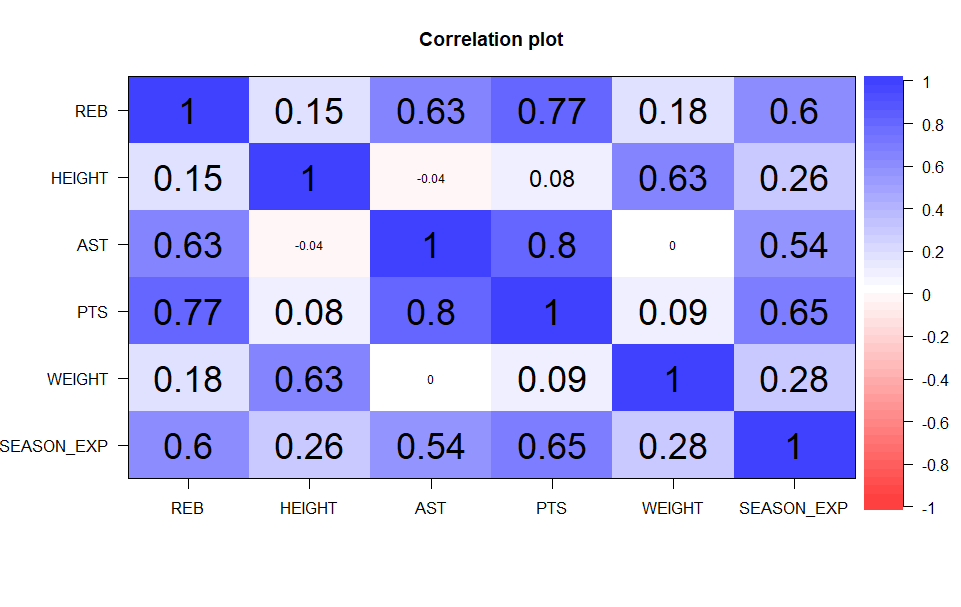 Correlation plot
REB 1 0.15 0.63 0.77 0.18 0.6
HEIGHT 0.15 1 -0.04 0.08 0.63 0.26
AST 0.63 -0.04 1 0.8 0 0.54
PTS 0.77 0.08 0.8 1 0.09 0.65
WEIGHT 0.18 0.63 0 0.09 1 0.28
SEASON_EXP 0.6 0.26 0.54 0.65 0.28 1
REB HEIGHT AST PTS WEIGHT SEASON_EXP
1
0.8
0.6
0.4
0.2
0
-0.2
-0.4
-0.6
-0.8
-1